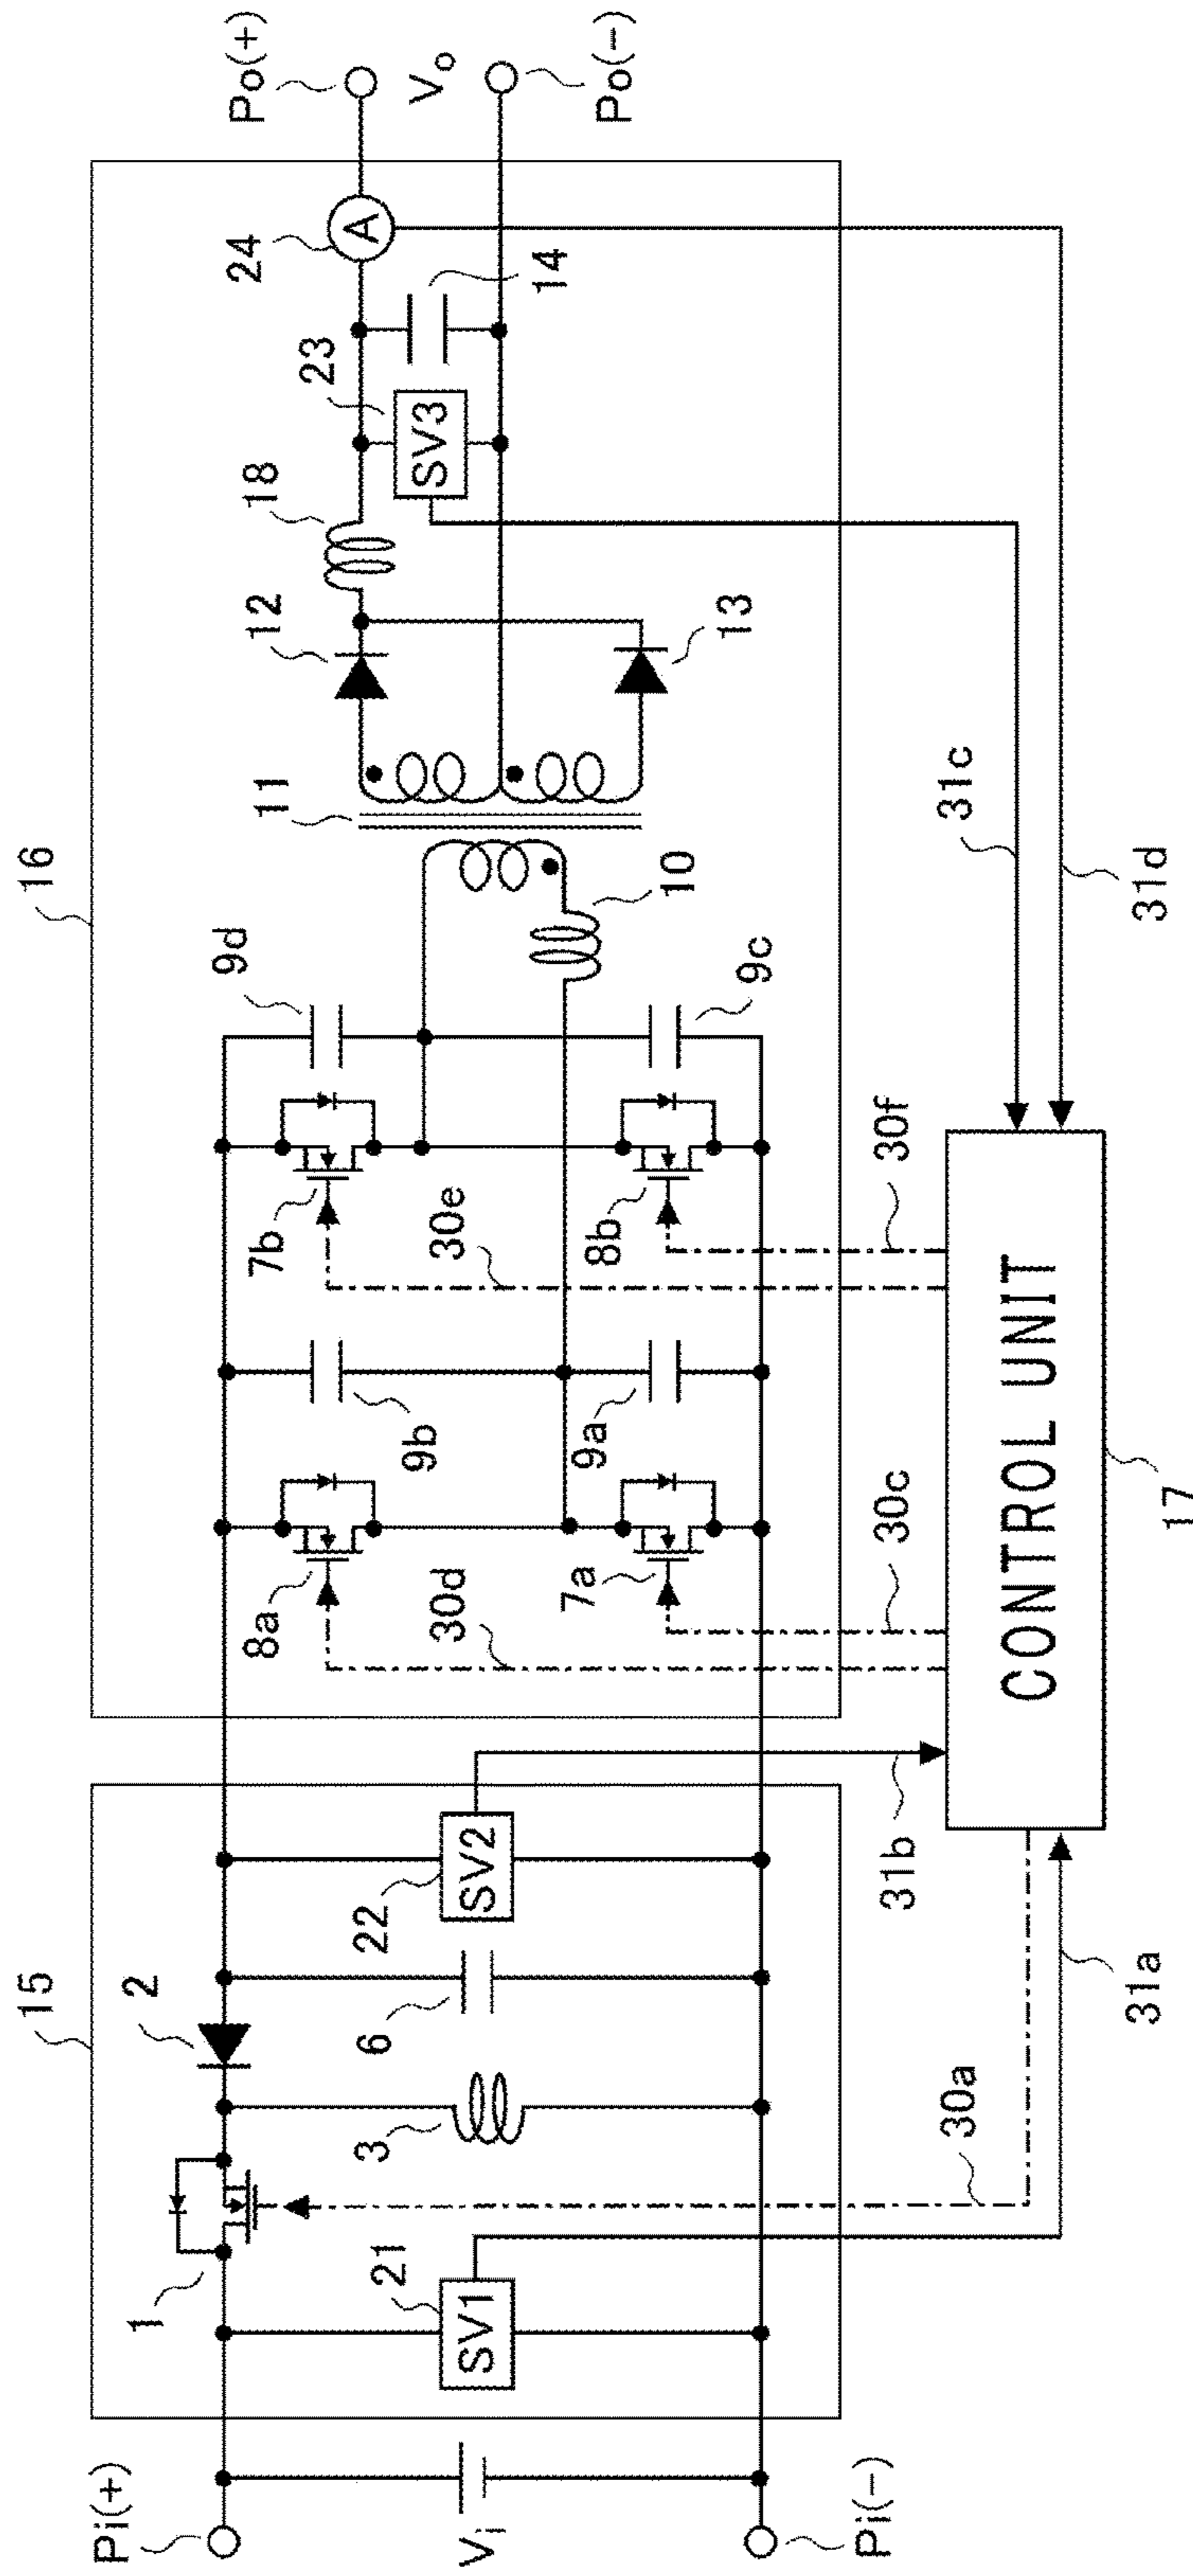 15
16
Pi(+)
Vi
Pi(-)
1
21
SV1
2
3
6
22
SV2
8a
30d
7a
9b
9a
7b
30e
8b
9d
9c
10
11
12
13
18
23
SV3
14
24
A
Po(+)
Vo
Po(-)
30a
31a
31b
30c
30f
31c
31d
CONTROL UNIT
17